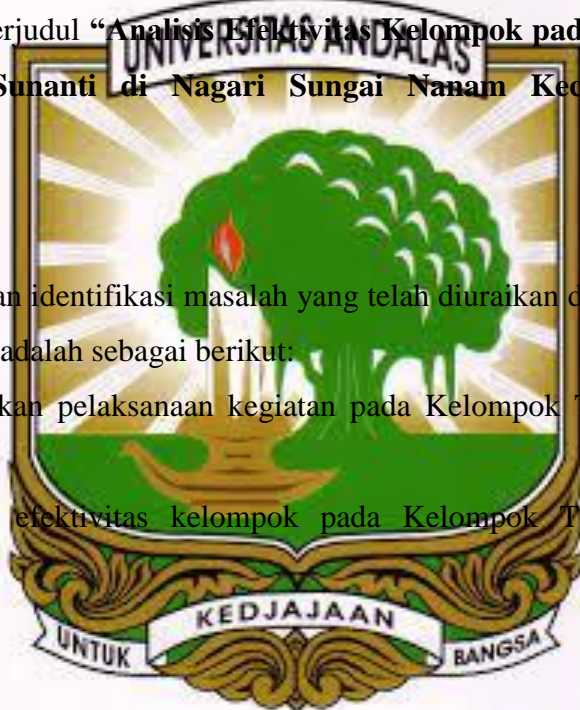 erjudul “Analisis Efektivitas Kelompok pad
UNIVERSITAS ANDALAS
Sunanti di Nagari Sungai Nanam Kec
an identifikasi masalah yang telah diuraikan d
adalah sebagai berikut:
kan pelaksanaan kegiatan pada Kelompok T
efektivitas kelompok pada Kelompok T
KEDJAJAAN
UNTUK BANGSA